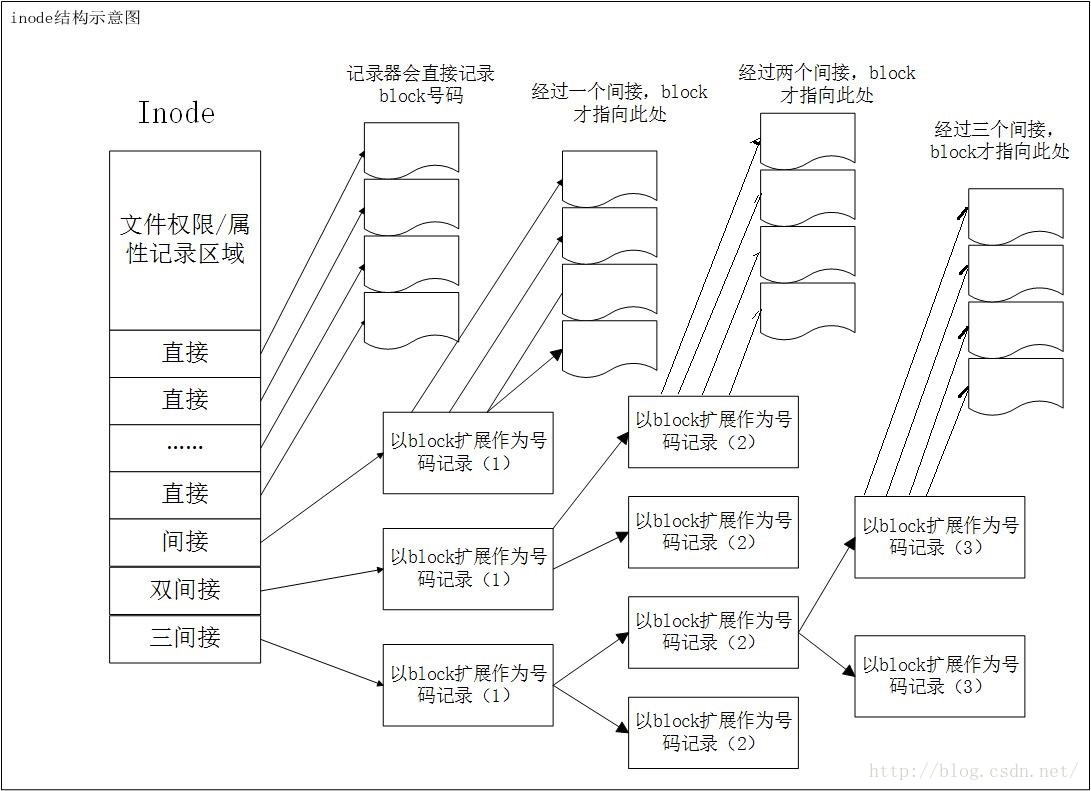 inode结构示意图
记录器会直接记录
block号码
经过一个间接，block
才指向此处
经过两个间接，block
才指向此处
经过三个间接，
block才指向此处
Inode
文件权限/属
性记录区域
直接
直接
······
直接
间接
双间接
三间接
以block扩展作为号
码记录（1）
以block扩展作为号
码记录（1）
以block扩展作为号
码记录（1）
以block扩展作为号
码记录（2）
以block扩展作为号
码记录（2）
以block扩展作为号
码记录（2）
以block扩展作为号
码记录（2）
以block扩展作为号
码记录（3）
以block扩展作为号
码记录（3）
http://blog.csdn.net/